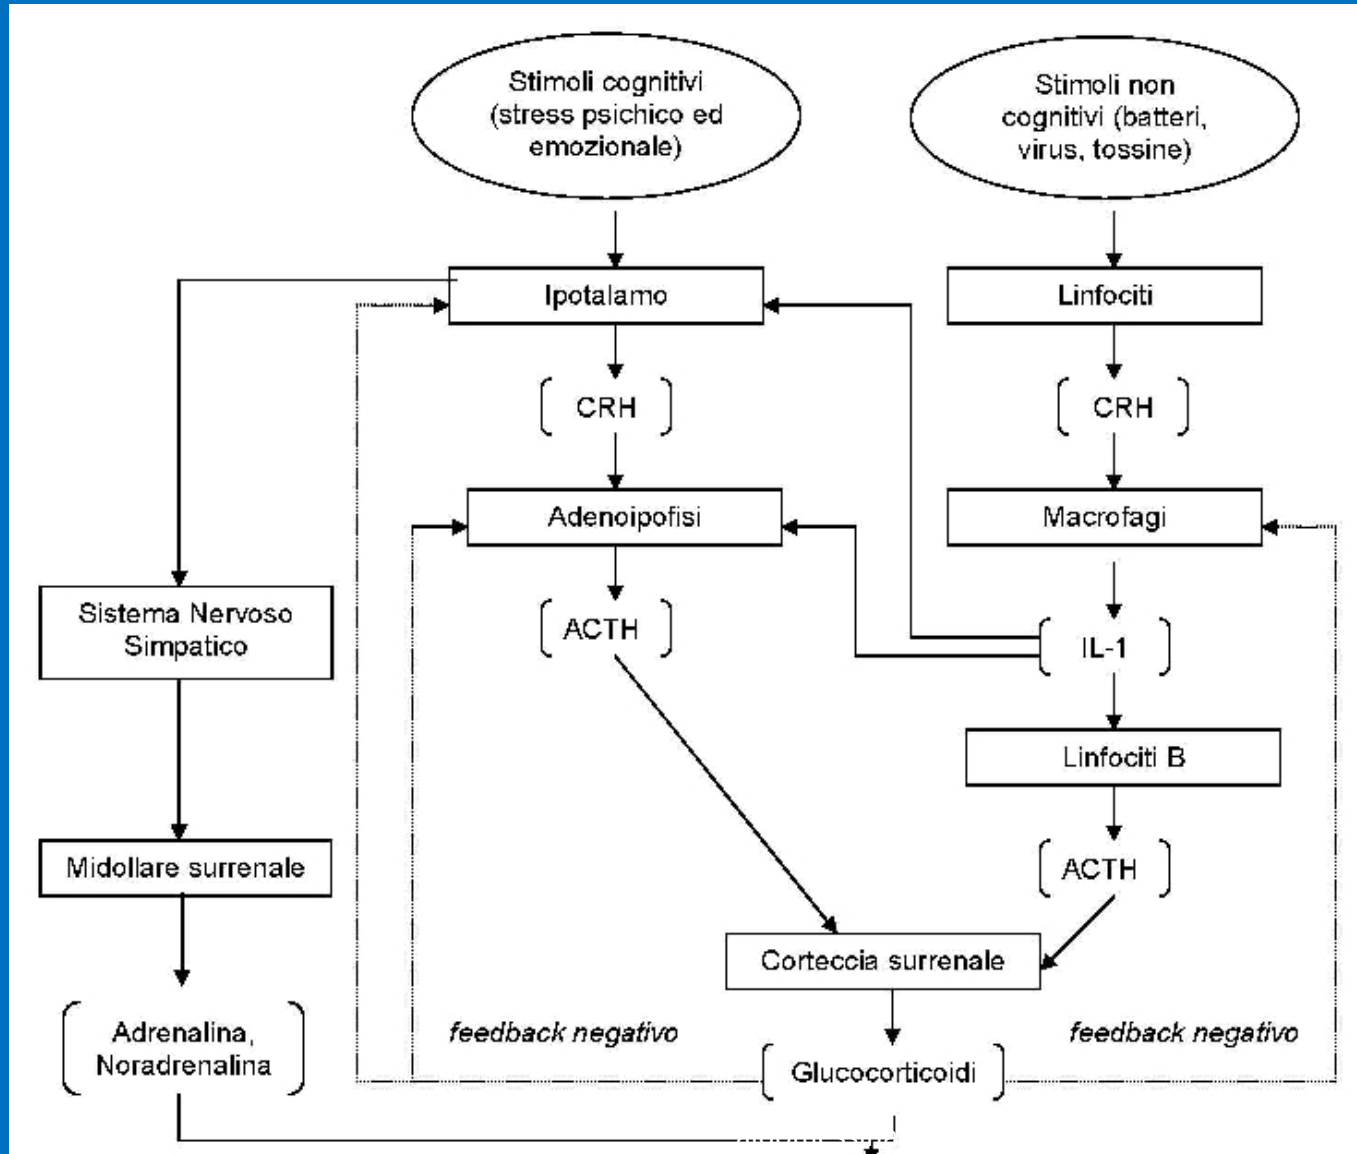 Stimoli cognitivi
(stress psichico ed
emozionale)
Stimoli non
cognitivi (batteri,
virus, tossine)
Ipotalamo
Linfociti
CRH
CRH
Adenoipofisi
Macrofagi
Sistema Nervoso
Simpatico
ACTH
IL-1
Linfociti B
Midollare surrenale
ACTH
Corteccia surrenale
Adrenalina,
Noradrenalina
feedback negativo
feedback negativo
Glucocorticoidi